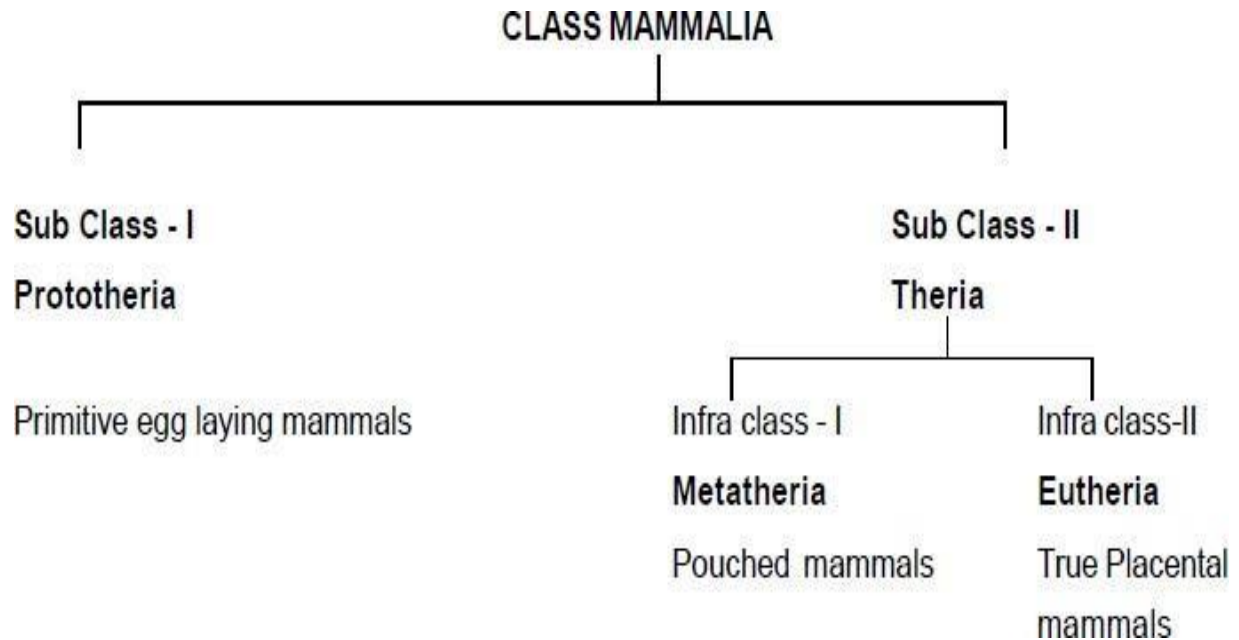 CLASS MAMMALIA
Sub Class - I
Prototheria
Primitive egg laying mammals
Sub Class - II
Theria
Infra class - I
Metatheria
Pouched mammals
Infra class-II
Eutheria
True Placental
mammals